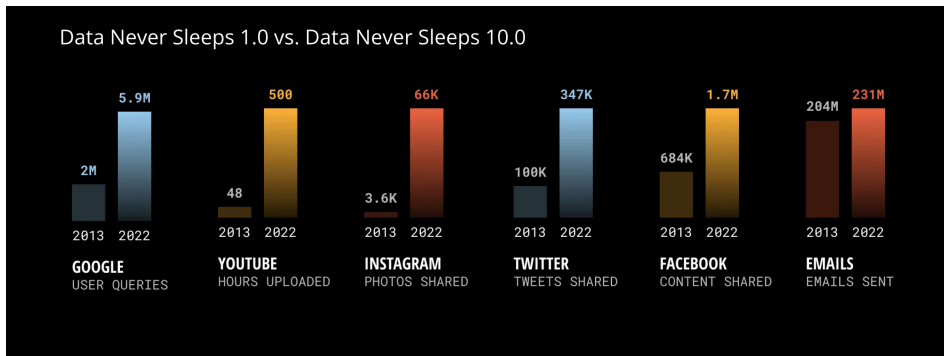 Data Never Sleeps 1.0 vs. Data Never Sleeps 10.0
2M
5.9M
2013 2022
GOOGLE
USER QUERIES
48
500
2013 2022
YOUTUBE
HOURS UPLOADED
3.6K
66K
2013 2022
INSTAGRAM
PHOTOS SHARED
100K
347K
2013 2022
TWITTER
TWEETS SHARED
684K
1.7M
2013 2022
FACEBOOK
CONTENT SHARED
204M
231M
2013 2022
EMAILS
EMAILS SENT